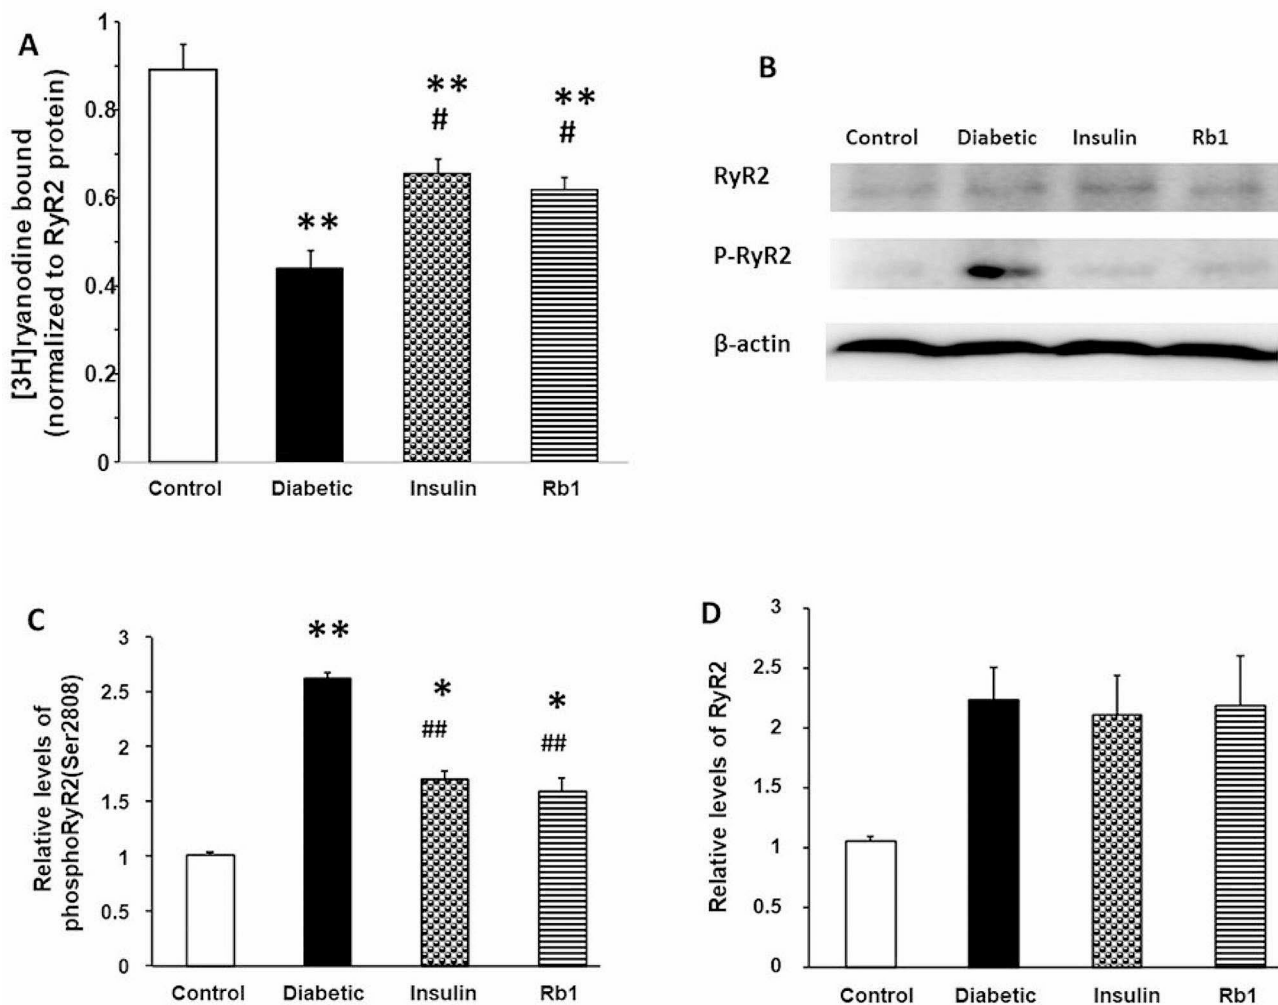 A
[3H]ryanodine bound
(normalized to RyR2 protein)
1
0.8
0.6
0.4
0.2
0
**
**
#
**
#
Control Diabetic Insulin Rb1
B
Control Diabetic Insulin Rb1
RyR2
P-RyR2
β-actin
C
Relative levels of
phosphoRyR2(Ser2808)
3
2.5
2
1.5
1
0.5
0
**
*
##
*
##
Control Diabetic Insulin Rb1
D
Relative levels of RyR2
3
2.5
2
1.5
1
0.5
0
Control Diabetic Insulin Rb1